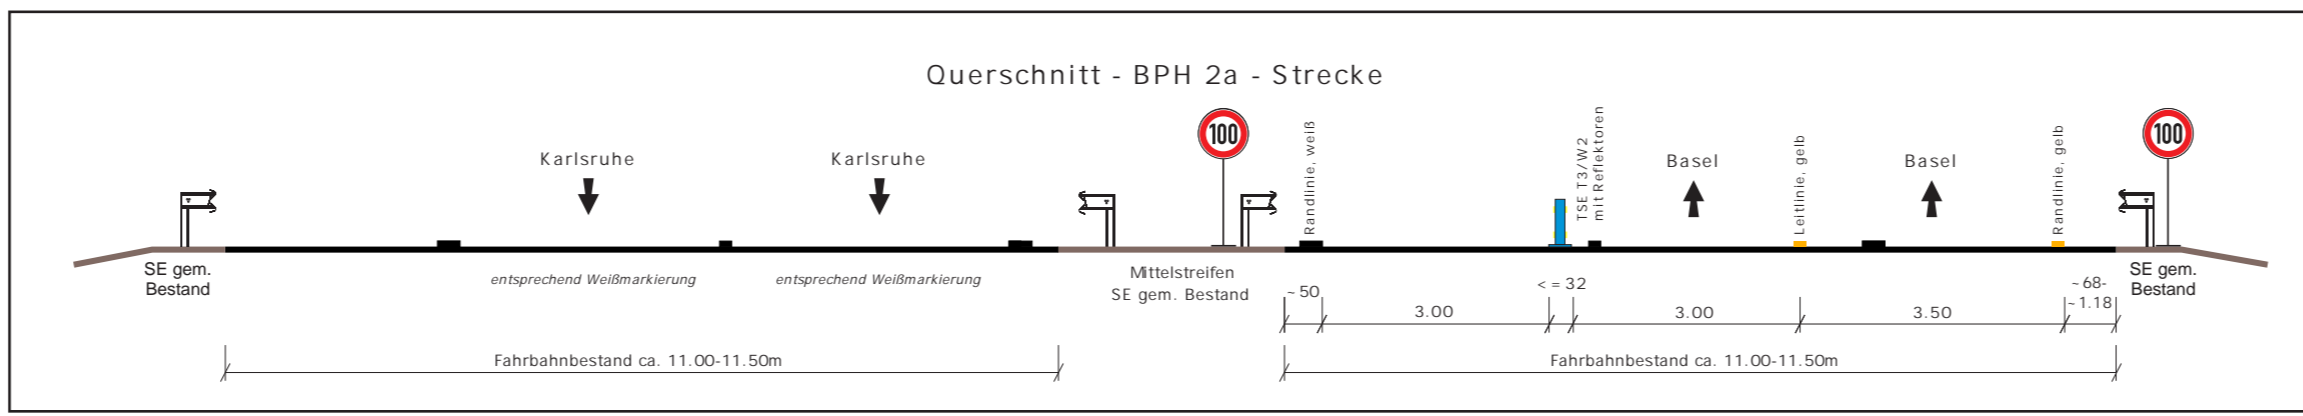 Querschnitt - BPH 2a - Strecke
Karlsruhe
Karlsruhe
100
Randlinie, weiß
TSE T3/W2
mit Reflektoren
Basel
Leitlinie, gelb
Basel
Randlinie, gelb
100
SE gem.
Bestand
entsprechend Weißmarkierung
entsprechend Weißmarkierung
Mittelstreifen
SE gem. Bestand
~50
3.00
< = 32
3.00
3.50
~68-
~1.18
SE gem.
Bestand
Fahrbahnbestand ca. 11.00-11.50m
Fahrbahnbestand ca. 11.00-11.50m